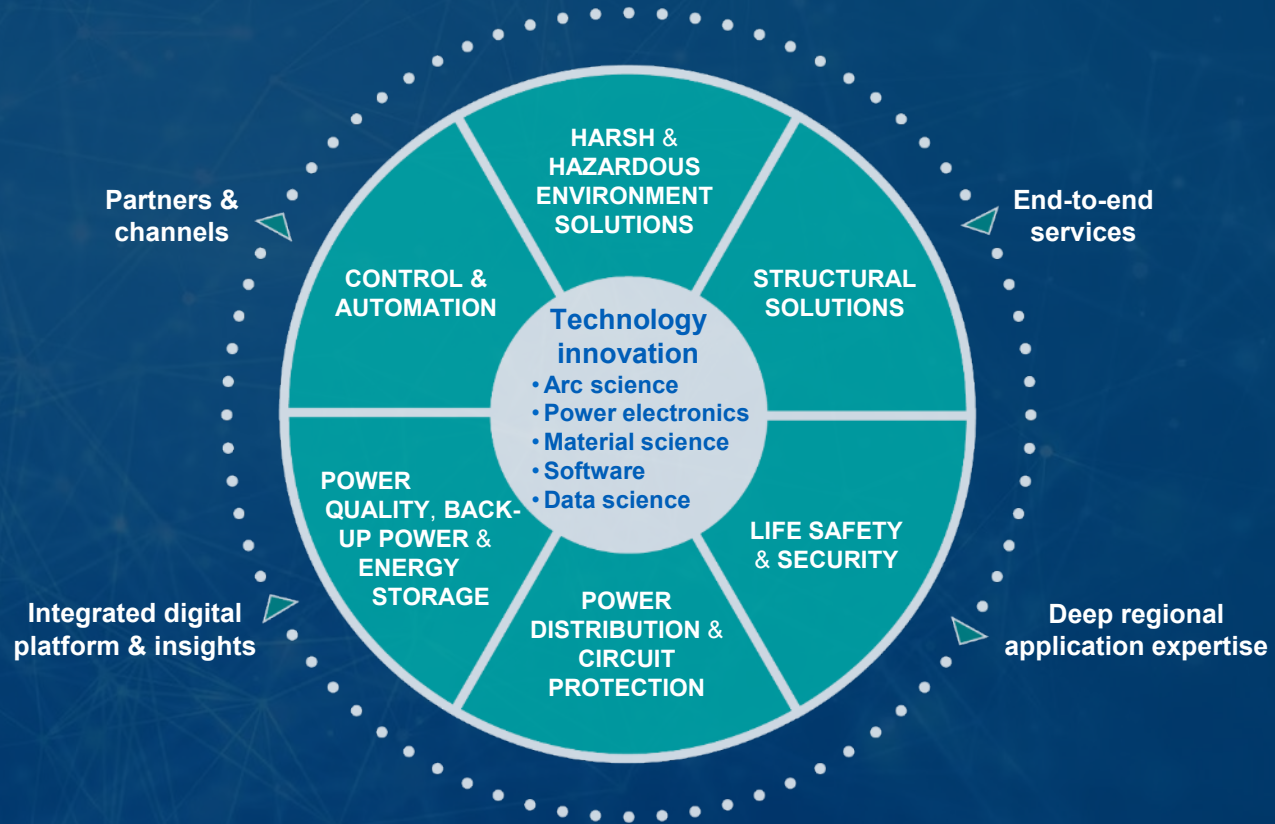 HARSH &
HAZARDOUS
ENVIRONMENT
SOLUTIONS
Partners &
channels
End-to-end
services
CONTROL &
AUTOMATION
STRUCTURAL
SOLUTIONS
Technology
innovation
• Arc science
• Power electronics
• Material science
• Software
• Data science
POWER
QUALITY, BACK-
UP POWER &
ENERGY
STORAGE
LIFE SAFETY
& SECURITY
POWER
DISTRIBUTION &
CIRCUIT
PROTECTION
Integrated digital
platform & insights
Deep regional
application expertise